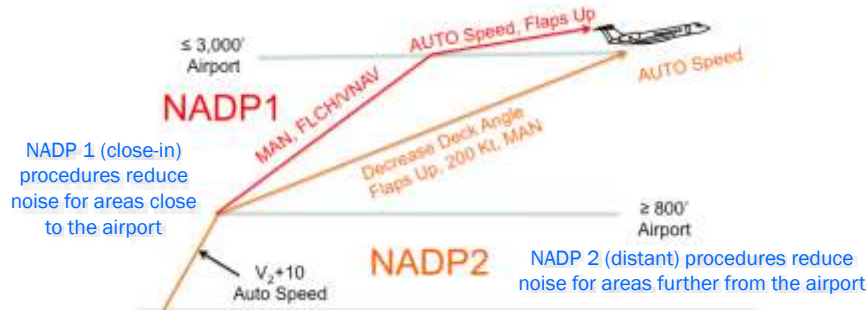 ≤ 3,000'
Airport
AUTO Speed, Flaps Up
AUTO Speed
NADP1
MAN, FLCH/VNAV
Decrease Deck Angle
Flaps Up, 200 Kt, MAN
NADP 1 (close-in)
procedures reduce
noise for areas close
to the airport
≥ 800'
Airport
V2+10
Auto Speed
NADP2
NADP 2 (distant) procedures reduce
noise for areas further from the airport